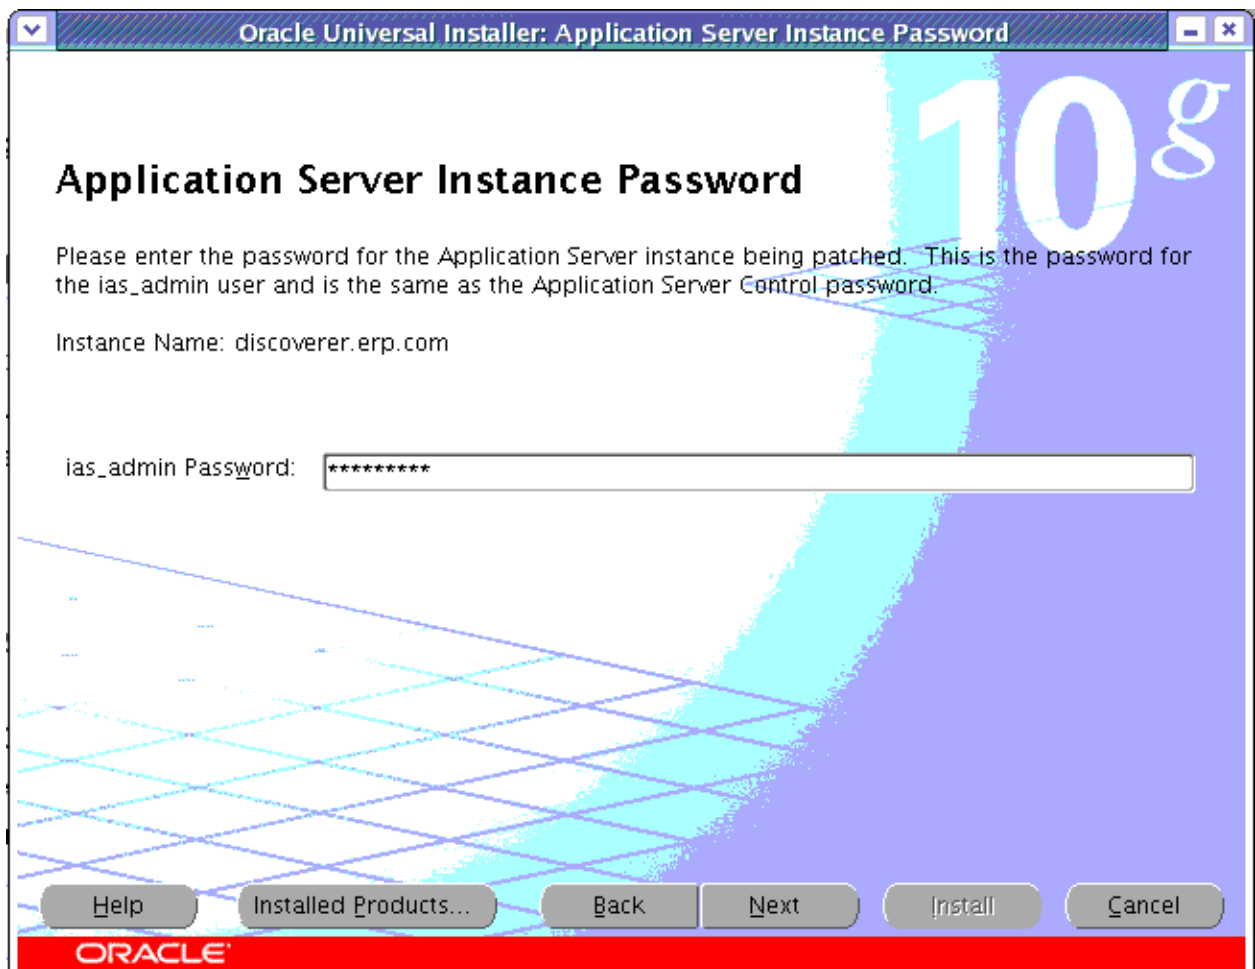 Oracle Universal Installer: Application Server Instance Password
10g
Application Server Instance Password
Please enter the password for the Application Server instance being patched.  This is the password for
the ias_admin user and is the same as the Application Server Control password.
Instance Name: discoverer.erp.com
ias_admin Password: *********
Help Installed Products... Back Next Install Cancel
ORACLE